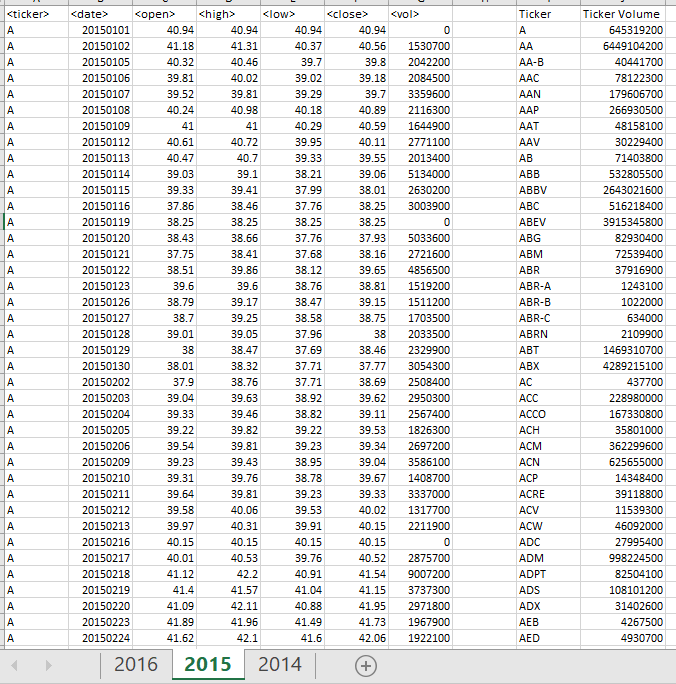 <ticker> <date> <open> <high> <low> <close> <vol> Ticker Ticker Volume
A 20150101 40.94 40.94 40.94 40.94 0 A 645319200
A 20150102 41.18 41.31 40.37 40.56 1530700 AA 6449104200
A 20150105 40.32 40.46 39.7 39.8 2042200 AA-B 40441700
A 20150106 39.81 40.02 39.02 39.18 2084500 AAC 78122300
A 20150107 39.52 39.81 39.29 39.7 3359600 AAN 179606700
A 20150108 40.24 40.98 40.18 40.89 2116300 AAP 266930500
A 20150109 41 41 40.29 40.59 1644900 AAT 48158100
A 20150112 40.61 40.72 39.95 40.11 2771100 AAV 30229400
A 20150113 40.47 40.7 39.33 39.55 2013400 AB 71403800
A 20150114 39.03 39.1 38.21 39.06 5134000 ABB 532805500
A 20150115 39.33 39.41 37.99 38.01 2630200 ABBV 2643021600
A 20150116 37.86 38.46 37.76 38.25 3003900 ABC 516218400
A 20150119 38.25 38.25 38.25 38.25 0 ABEV 3915345800
A 20150120 38.43 38.66 37.76 37.93 5033600 ABG 82930400
A 20150121 37.75 38.41 37.68 38.16 2721600 ABM 72539400
A 20150122 38.51 39.86 38.12 39.65 4856500 ABR 37916900
A 20150123 39.6 39.6 38.76 38.81 1519200 ABR-A 1243100
A 20150126 38.79 39.17 38.47 39.15 1511200 ABR-B 1022000
A 20150127 38.7 39.25 38.58 38.75 1703500 ABR-C 634000
A 20150128 39.01 39.05 37.96 38 2033500 ABRN 2109900
A 20150129 38 38.47 37.69 38.46 2329900 ABT 1469310700
A 20150130 38.01 38.32 37.71 37.77 3054300 ABX 4289215100
A 20150202 37.9 38.76 37.71 38.69 2508400 AC 437700
A 20150203 39.04 39.63 38.92 39.62 2950300 ACC 228980000
A 20150204 39.33 39.46 38.82 39.11 2567400 ACCO 167330800
A 20150205 39.22 39.82 39.22 39.53 1826300 ACH 35801000
A 20150206 39.54 39.81 39.23 39.34 2697200 ACM 362299600
A 20150209 39.23 39.43 38.95 39.04 3586100 ACN 625655000
A 20150210 39.31 39.76 38.78 39.67 1408700 ACP 14348400
A 20150211 39.64 39.81 39.23 39.33 3337000 ACRE 39118800
A 20150212 39.58 40.06 39.53 40.02 1317700 ACV 11539300
A 20150213 39.97 40.31 39.91 40.15 2211900 ACW 46092000
A 20150216 40.15 40.15 40.15 40.15 0 ADC 27995400
A 20150217 40.01 40.53 39.76 40.52 2875700 ADM 998224500
A 20150218 41.12 42.2 40.91 41.54 9007200 ADPT 82504100
A 20150219 41.4 41.57 41.04 41.15 3737300 ADS 108101200
A 20150220 41.09 42.11 40.88 41.95 2971800 ADX 31402600
A 20150223 41.89 41.96 41.49 41.73 1967900 AEB 4267500
A 20150224 41.62 42.1 41.6 42.06 1922100 AED 4930700
2016 2015 2014